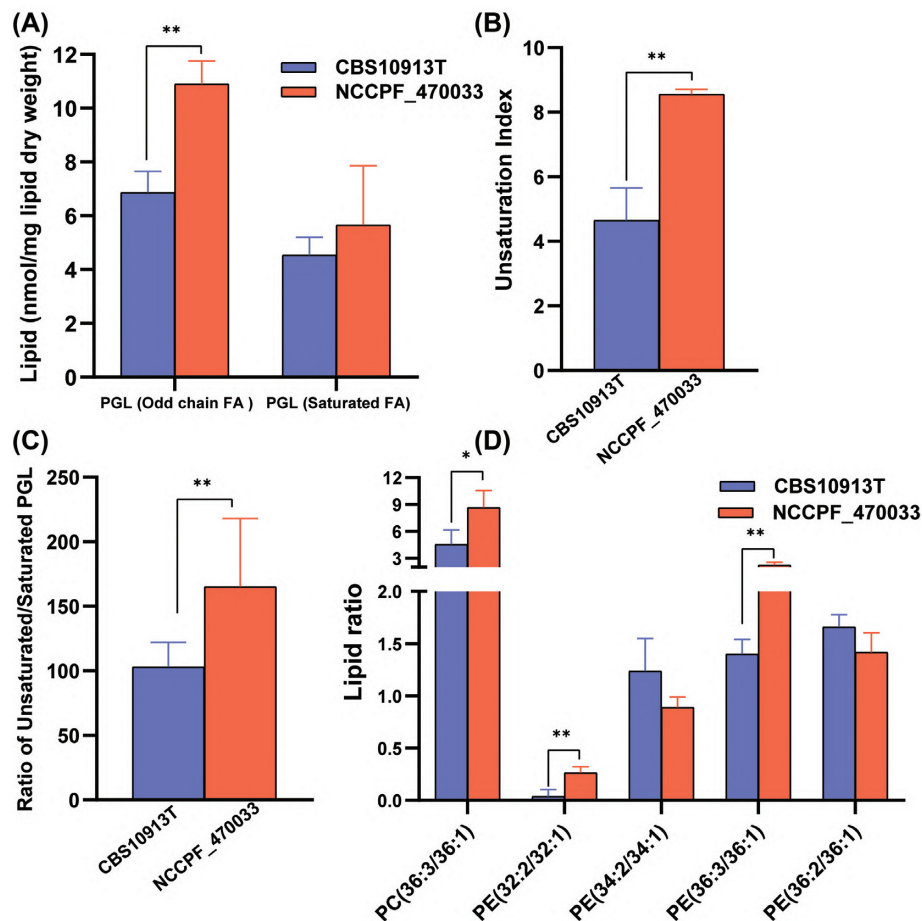 (A)
Lipid (nmol/mg lipid dry weight)
12
10
8
6
4
2
0
**
CBS10913T
NCCPF_470033
PGL (Odd chain FA )
PGL (Saturated FA)
(B)
Unsaturation Index
10
8
6
4
2
0
**
CBS10913T
NCCPF_470033
(C)
Ratio of Unsaturated/Saturated PGL
250
200
150
100
50
0
**
CBS10913T
NCCPF_470033
(D)
Lipid ratio
12
9
6
3
2.0
1.5
1.0
0.5
0.0
*
**
**
CBS10913T
NCCPF_470033
PC(36:3/36:1)
PE(32:2/32:1)
PE(34:2/34:1)
PE(36:3/36:1)
PE(36:2/36:1)